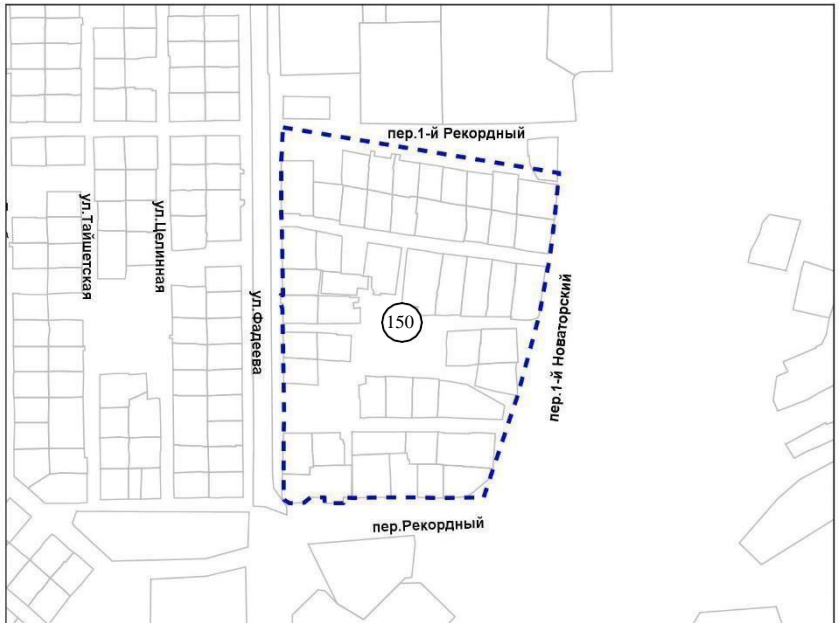 пер.1-й Рекордный
ул.Тайшетская
ул.Целинная
ул.Фадеева
150
пер.1-й Новаторский
пер.Рекордный